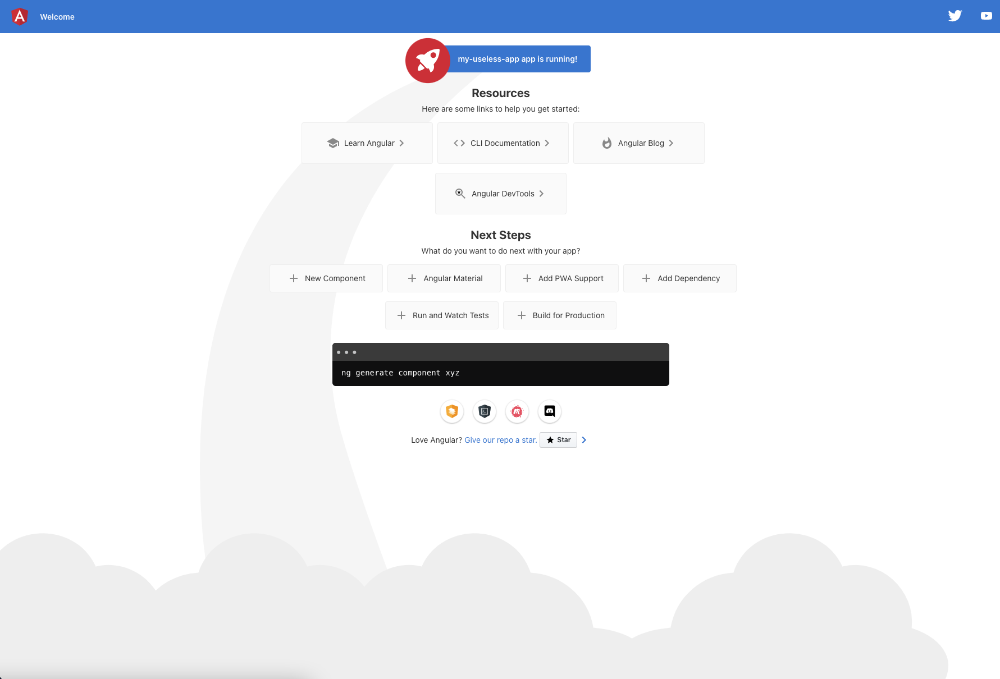 Welcome
my-useless-app app is running!
Resources
Here are some links to help you get started:
Learn Angular
CLI Documentation
Angular Blog
Angular DevTools
Next Steps
What do you want to do next with your app?
New Component
Angular Material
Add PWA Support
Add Dependency
Run and Watch Tests
Build for Production
ng generate component xyz
Love Angular? Give our repo a star. Star